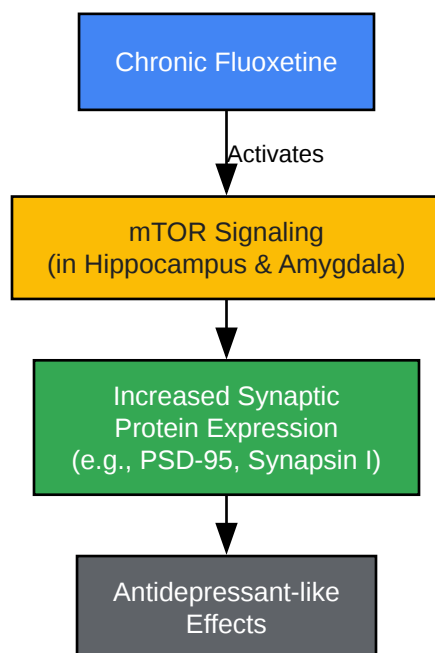 Chronic Fluoxetine
Activates
mTOR Signaling
(in Hippocampus & Amygdala)
Increased Synaptic
Protein Expression
(e.g., PSD-95, Synapsin I)
Antidepressant-like
Effects